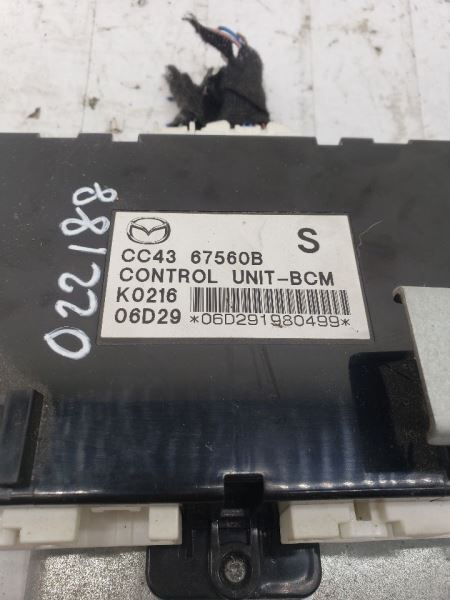 022188
CC43 67560B S
CONTROL UNIT-BCM
K0216
06D29 *06D291980499*